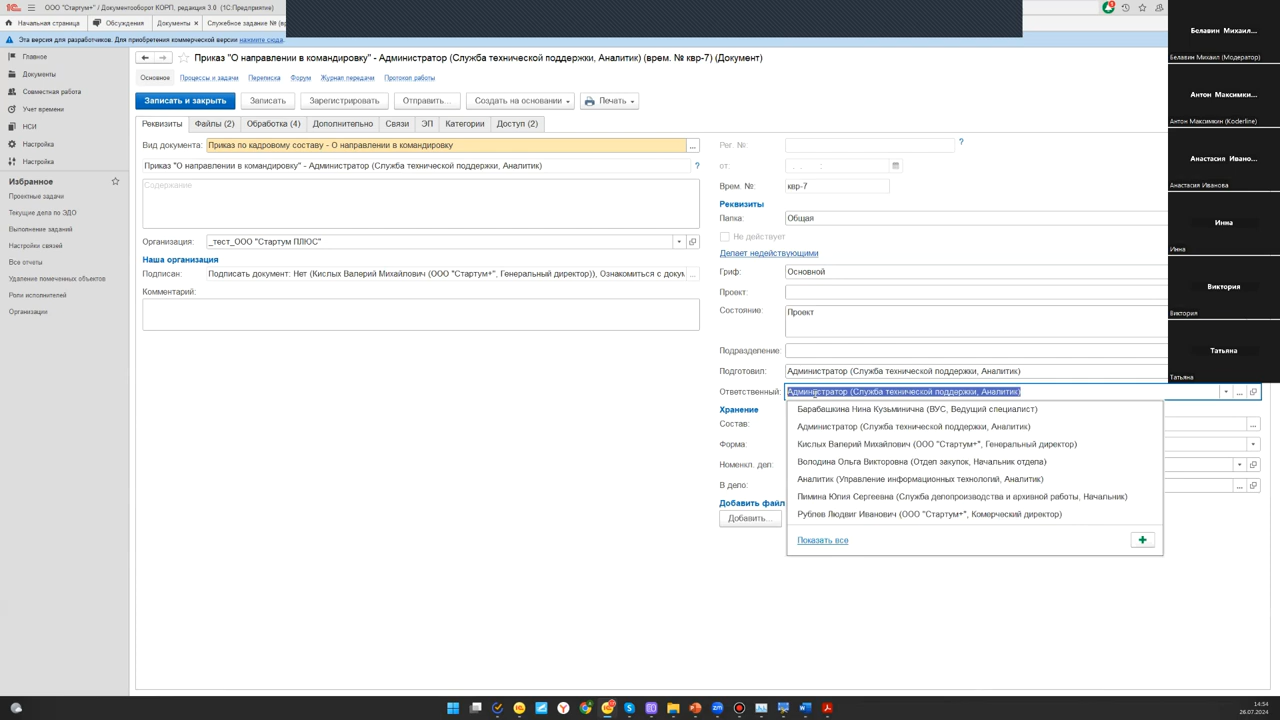 ООО "Стартум+" / Документооборот КОРП, редакция 3.0 (1С:Предприятие)
Начальная страница
Обсуждения
Документы ×
Служебное задание № (вр
Эта версия для разработчиков. Для приобретения коммерческой версии нажмите сюда.
Главное
Документы
Совместная работа
Учет времени
НСИ
Настройка
Настройка
Избранное
Проектные задачи
Текущие дела по ЭДО
Выполнение заданий
Настройки связей
Все отчеты
Удаление помеченных объектов
Роли исполнителей
Организации
Приказ "О направлении в командировку" - Администратор (Служба технической поддержки, Аналитик) (врем. № квр-7) (Документ)
Основное
Процессы и задачи
Переписка
Форум
Журнал передачи
Протокол работы
Записать и закрыть
Записать
Зарегистрировать
Отправить...
Создать на основании
Печать
Реквизиты
Файлы (2)
Обработка (4)
Дополнительно
Связи
ЭП
Категории
Доступ (2)
Вид документа:
Приказ по кадровому составу - О направлении в командировку
...
Приказ "О направлении в командировку" - Администратор (Служба технической поддержки, Аналитик)
?
Содержание
Организация:
_тест_ООО "Стартум ПЛЮС"
Наша организация
Подписан:
Подписать документ: Нет (Кислых Валерий Михайлович (ООО "Стартум+", Генеральный директор)), Ознакомиться с докум
...
Комментарий:
Рег. №:
?
от:
. . :
Врем. №:
квр-7
Реквизиты
Папка:
Общая
Не действует
Делает недействующими
Гриф:
Основной
Проект:
Состояние:
Проект
Подразделение:
Подготовил:
Администратор (Служба технической поддержки, Аналитик)
Ответственный:
Администратор (Служба технической поддержки, Аналитик)
...
Хранение
Состав:
...
Форма:
Номенкл. дел:
В дело:
...
Добавить файл
Добавить...
Барабашкина Нина Кузьминична (ВУС, Ведущий специалист)
Администратор (Служба технической поддержки, Аналитик)
Кислых Валерий Михайлович (ООО "Стартум+", Генеральный директор)
Володина Ольга Викторовна (Отдел закупок, Начальник отдела)
Аналитик (Управление информационных технологий, Аналитик)
Пимина Юлия Сергеевна (Служба делопроизводства и архивной работы, Начальник)
Рублев Людвиг Иванович (ООО "Стартум+", Комерческий директор)
Показать все
Белавин Михаил...
Белавин Михаил (Модератор)
Антон Максимки...
Антон Максимкин (Koderline)
Анастасия Ивано...
Анастасия Иванова
Инна
Инна
Виктория
Виктория
Татьяна
Татьяна
14:54
26.07.2024